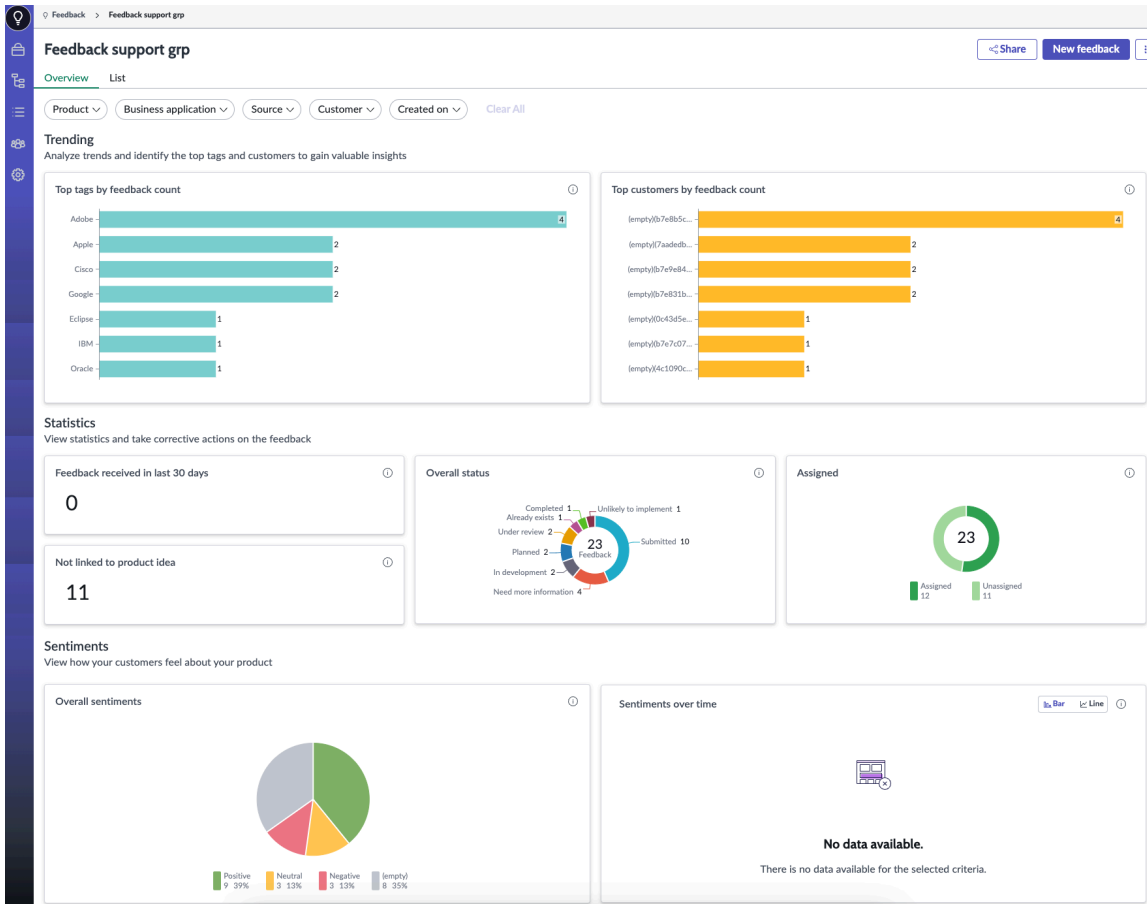 Feedback > Feedback support grp
Feedback support grp
Share
New feedback
Overview
List
Product
Business application
Source
Customer
Created on
Clear All
Trending
Analyze trends and identify the top tags and customers to gain valuable insights
Top tags by feedback count
Adobe 4
Apple 2
Cisco 2
Google 2
Eclipse 1
IBM 1
Oracle 1
Top customers by feedback count
(empty)(b7e8b5c... 4
(empty)(7aadedb... 2
(empty)(b7e9e84... 2
(empty)(b7e831b... 2
(empty)(0c43d5e... 1
(empty)(b7e7c07... 1
(empty)(4c1090c... 1
Statistics
View statistics and take corrective actions on the feedback
Feedback received in last 30 days
0
Not linked to product idea
11
Overall status
Completed 1
Unlikely to implement 1
Already exists 1
Under review 2
Submitted 10
Planned 2
In development 2
Need more information 4
23
Feedback
Assigned
23
Assigned
12
Unassigned
11
Sentiments
View how your customers feel about your product
Overall sentiments
Positive
9 39%
Neutral
3 13%
Negative
3 13%
(empty)
8 35%
Sentiments over time
Bar
Line
No data available.
There is no data available for the selected criteria.